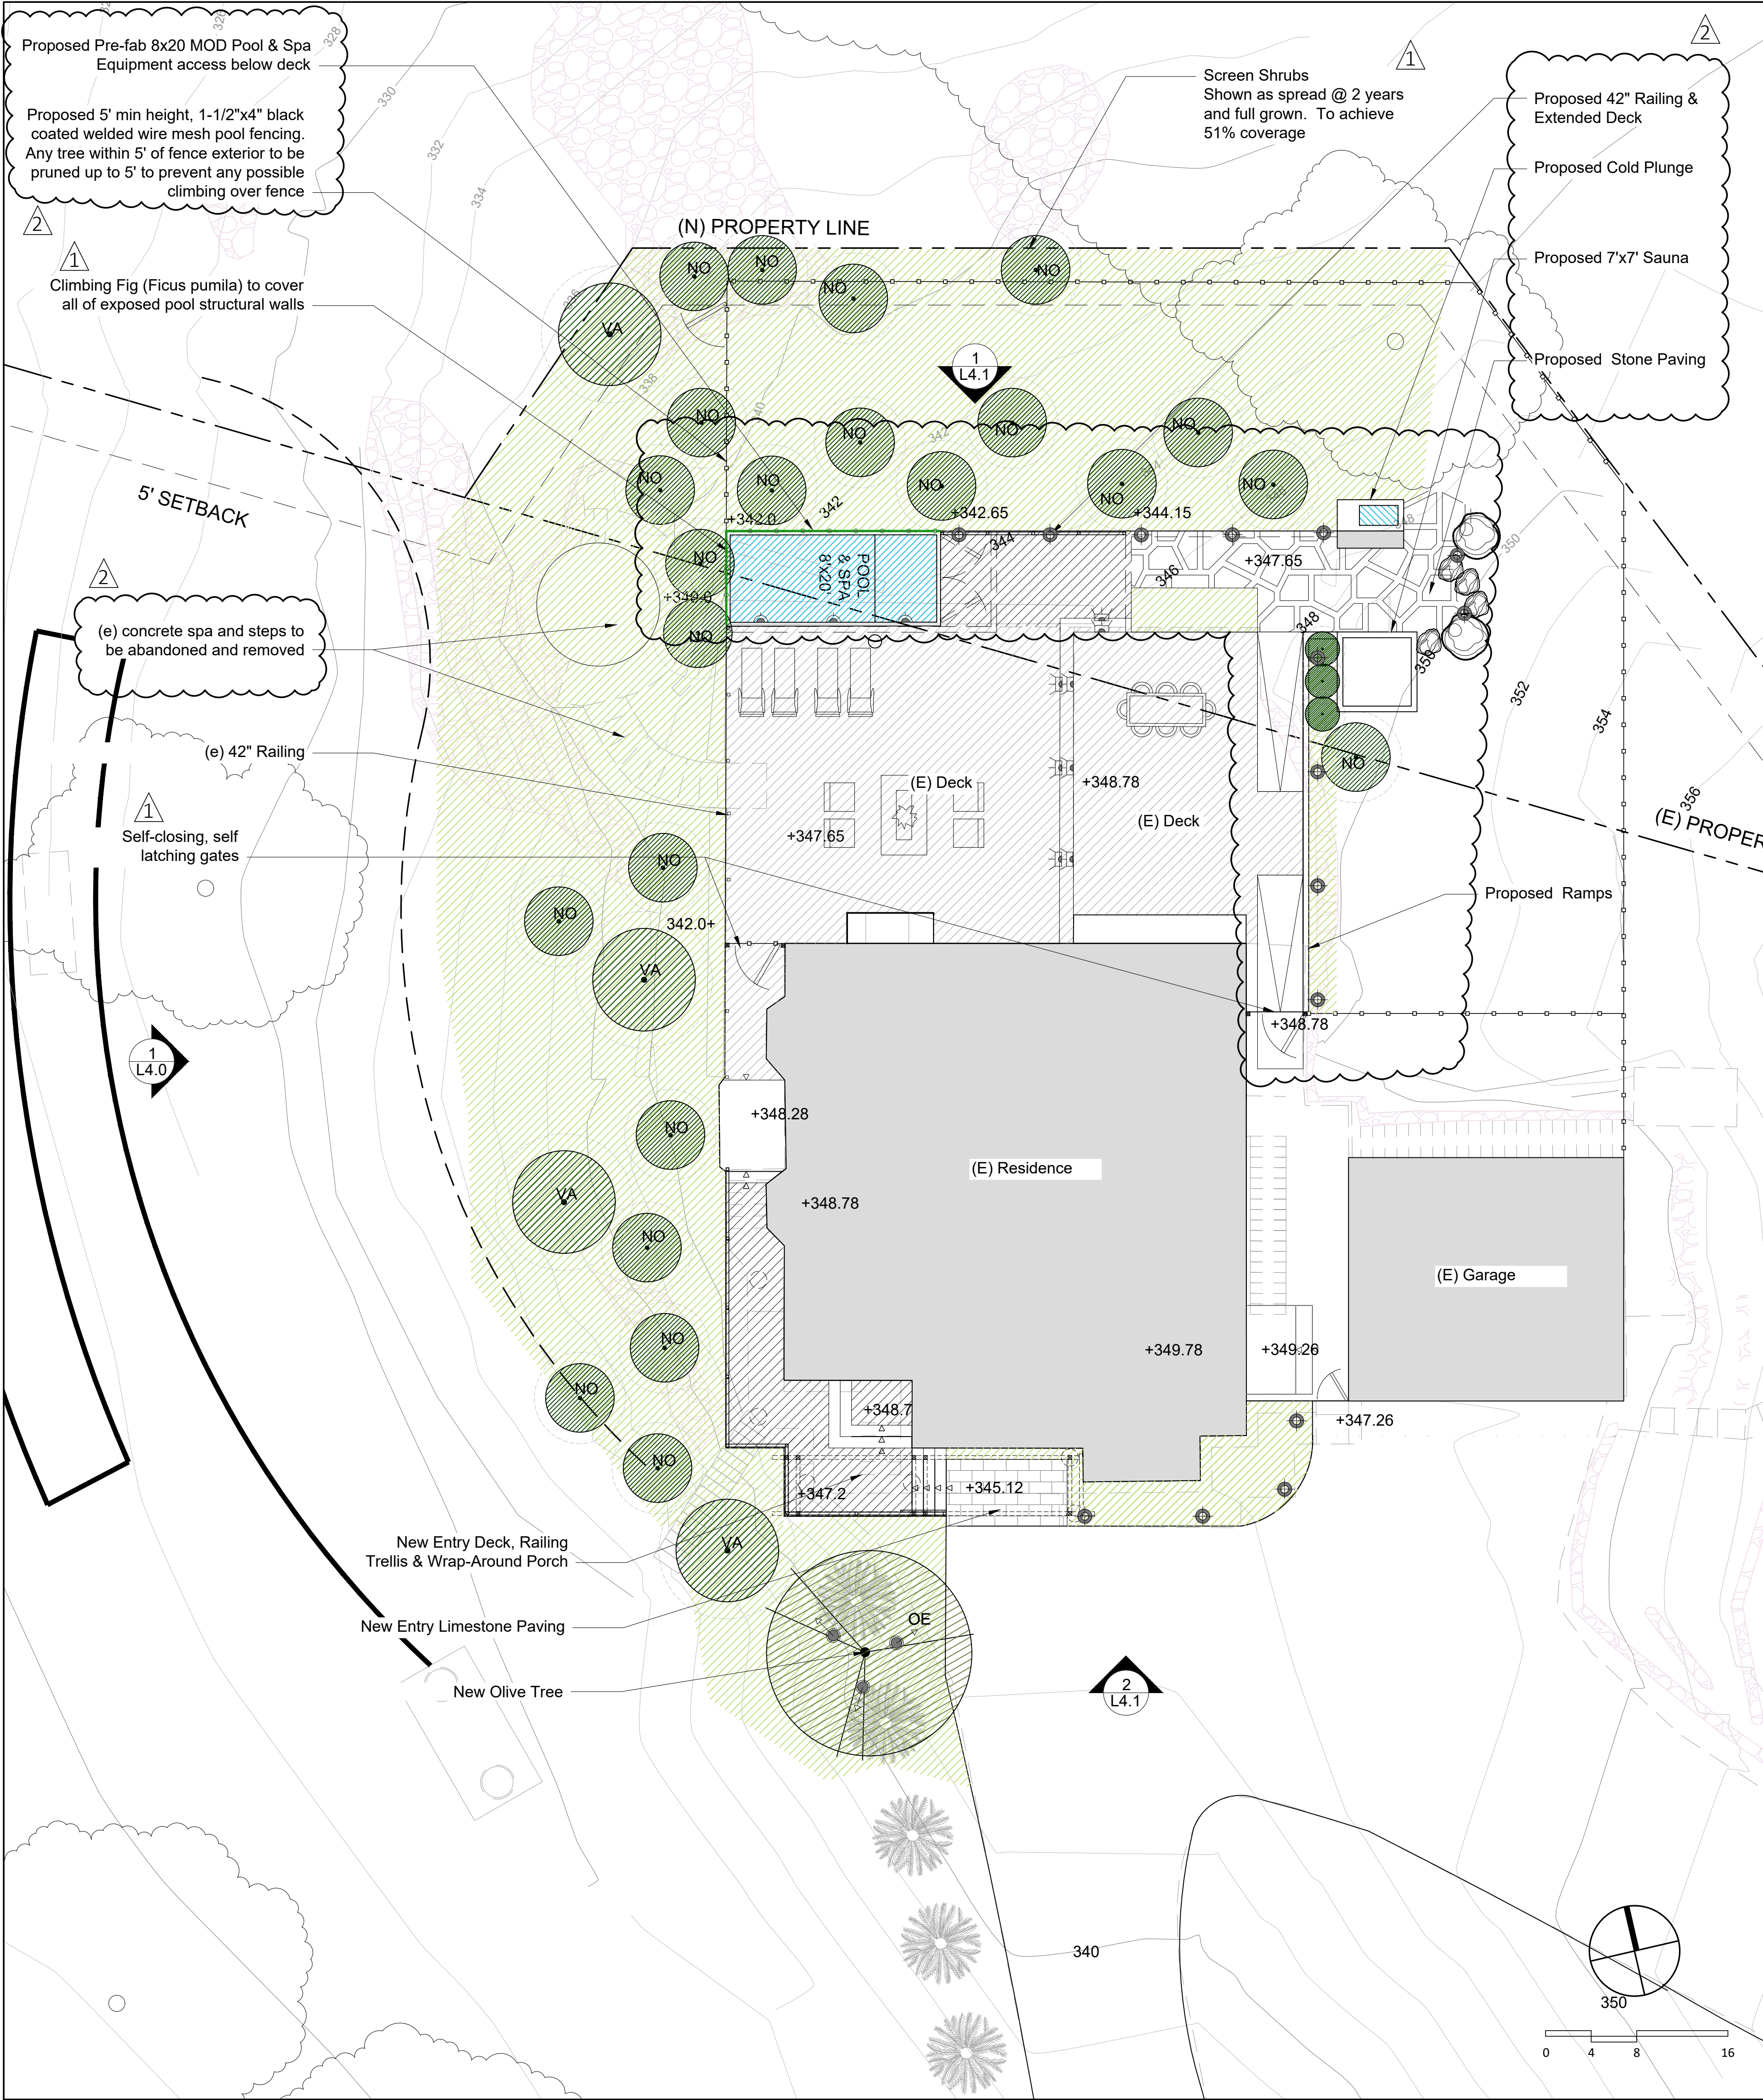 Proposed Pre-fab 8x20 MOD Pool & Spa
Equipment access below deck
Proposed 5' min height, 1-1/2"x4" black
coated welded wire mesh pool fencing.
Any tree within 5' of fence exterior to be
pruned up to 5' to prevent any possible
climbing over fence
2
1
Climbing Fig (Ficus pumila) to cover
all of exposed pool structural walls
326
328
330
332
334
1
Screen Shrubs
Shown as spread @ 2 years
and full grown. To achieve
51% coverage
2
Proposed 42" Railing &
Extended Deck
Proposed Cold Plunge
Proposed 7'x7' Sauna
Proposed Stone Paving
(N) PROPERTY LINE
NO
NO
NO
NO
VA
338
1
L4.1
NO
NO
NO
NO
342
NO
NO
NO
NO
NO
5' SETBACK
+342.0
342
+342.65
+344.15
344
346
+347.65
348
350
NO
POOL
& SPA
8'x20'
+340.0
NO
348
350
352
354
356
2
(e) concrete spa and steps to
be abandoned and removed
(e) 42" Railing
1
Self-closing, self
latching gates
(E) Deck
+348.78
(E) Deck
+347.65
NO
(E) PROPER
Proposed Ramps
NO
NO
342.0+
VA
+348.78
1
L4.0
+348.28
NO
(E) Residence
+348.78
VA
NO
(E) Garage
NO
+349.78
+349.26
NO
+348.7
+347.26
NO
+347.2
+345.12
New Entry Deck, Railing
Trellis & Wrap-Around Porch
VA
New Entry Limestone Paving
OE
New Olive Tree
2
L4.1
340
350
0 4 8 16